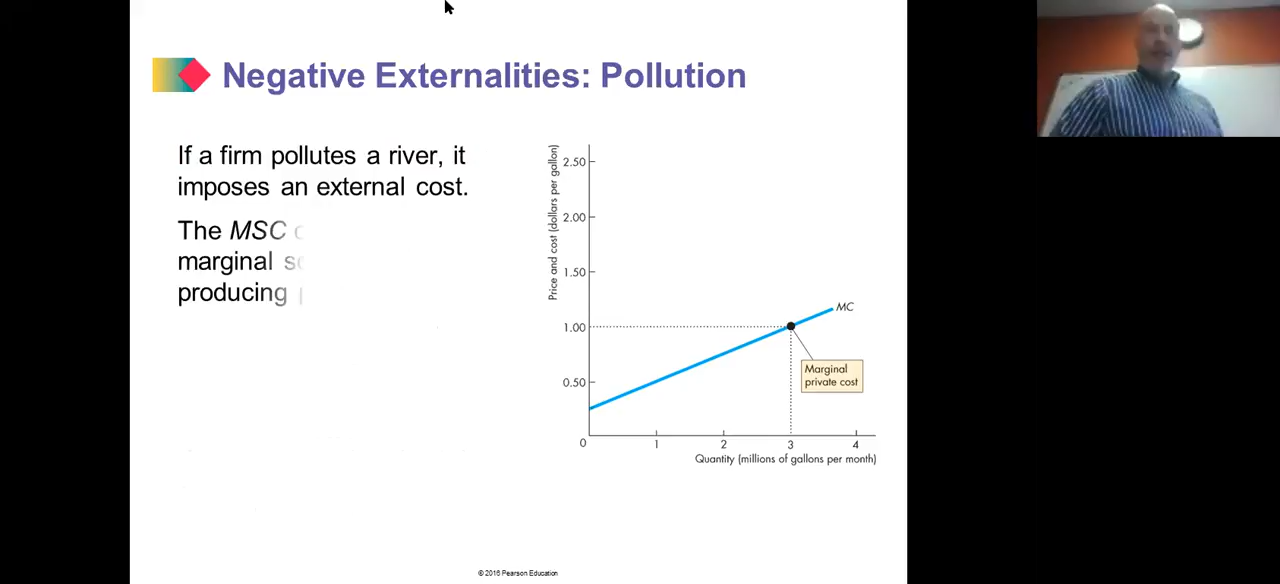 Negative Externalities: Pollution
If a firm pollutes a river, it
imposes an external cost.
The MSC
marginal
producing
Price and cost (dollars per gallon)
2.50
2.00
1.50
1.00
0.50
0
1
2
3
4
MC
Marginal
private cost
Quantity (millions of gallons per month)
© 2016 Pearson Education